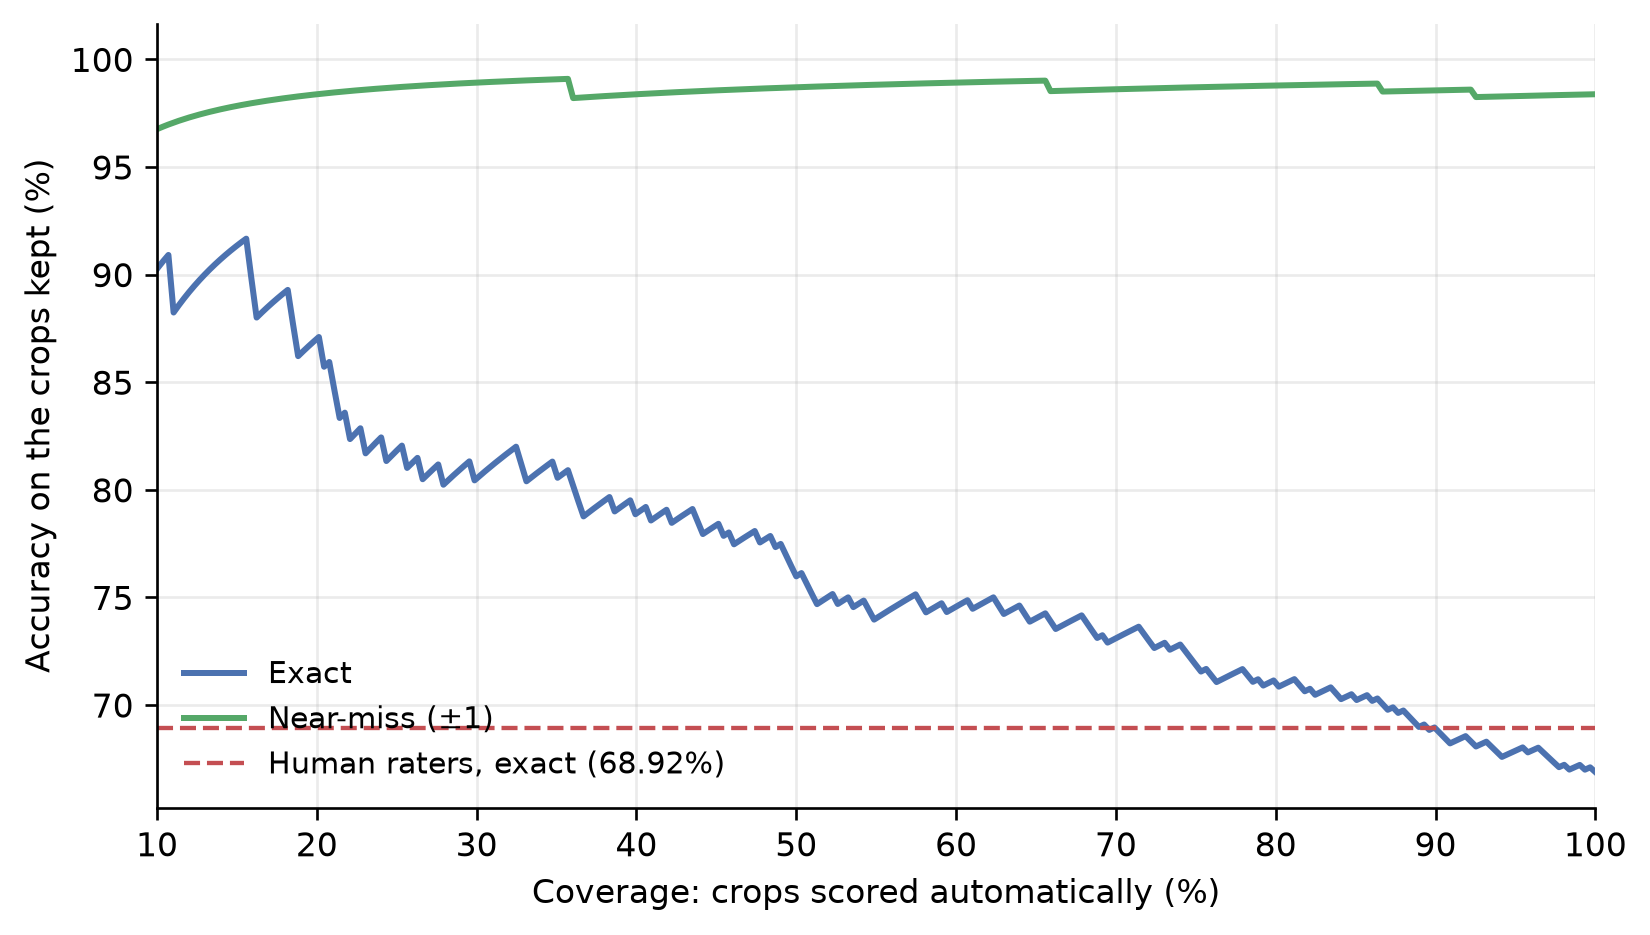 100
95
90
85
80
75
70
Accuracy on the crops kept (%)
Exact
Near-miss (±1)
Human raters, exact (68.92%)
10 20 30 40 50 60 70 80 90 100
Coverage: crops scored automatically (%)